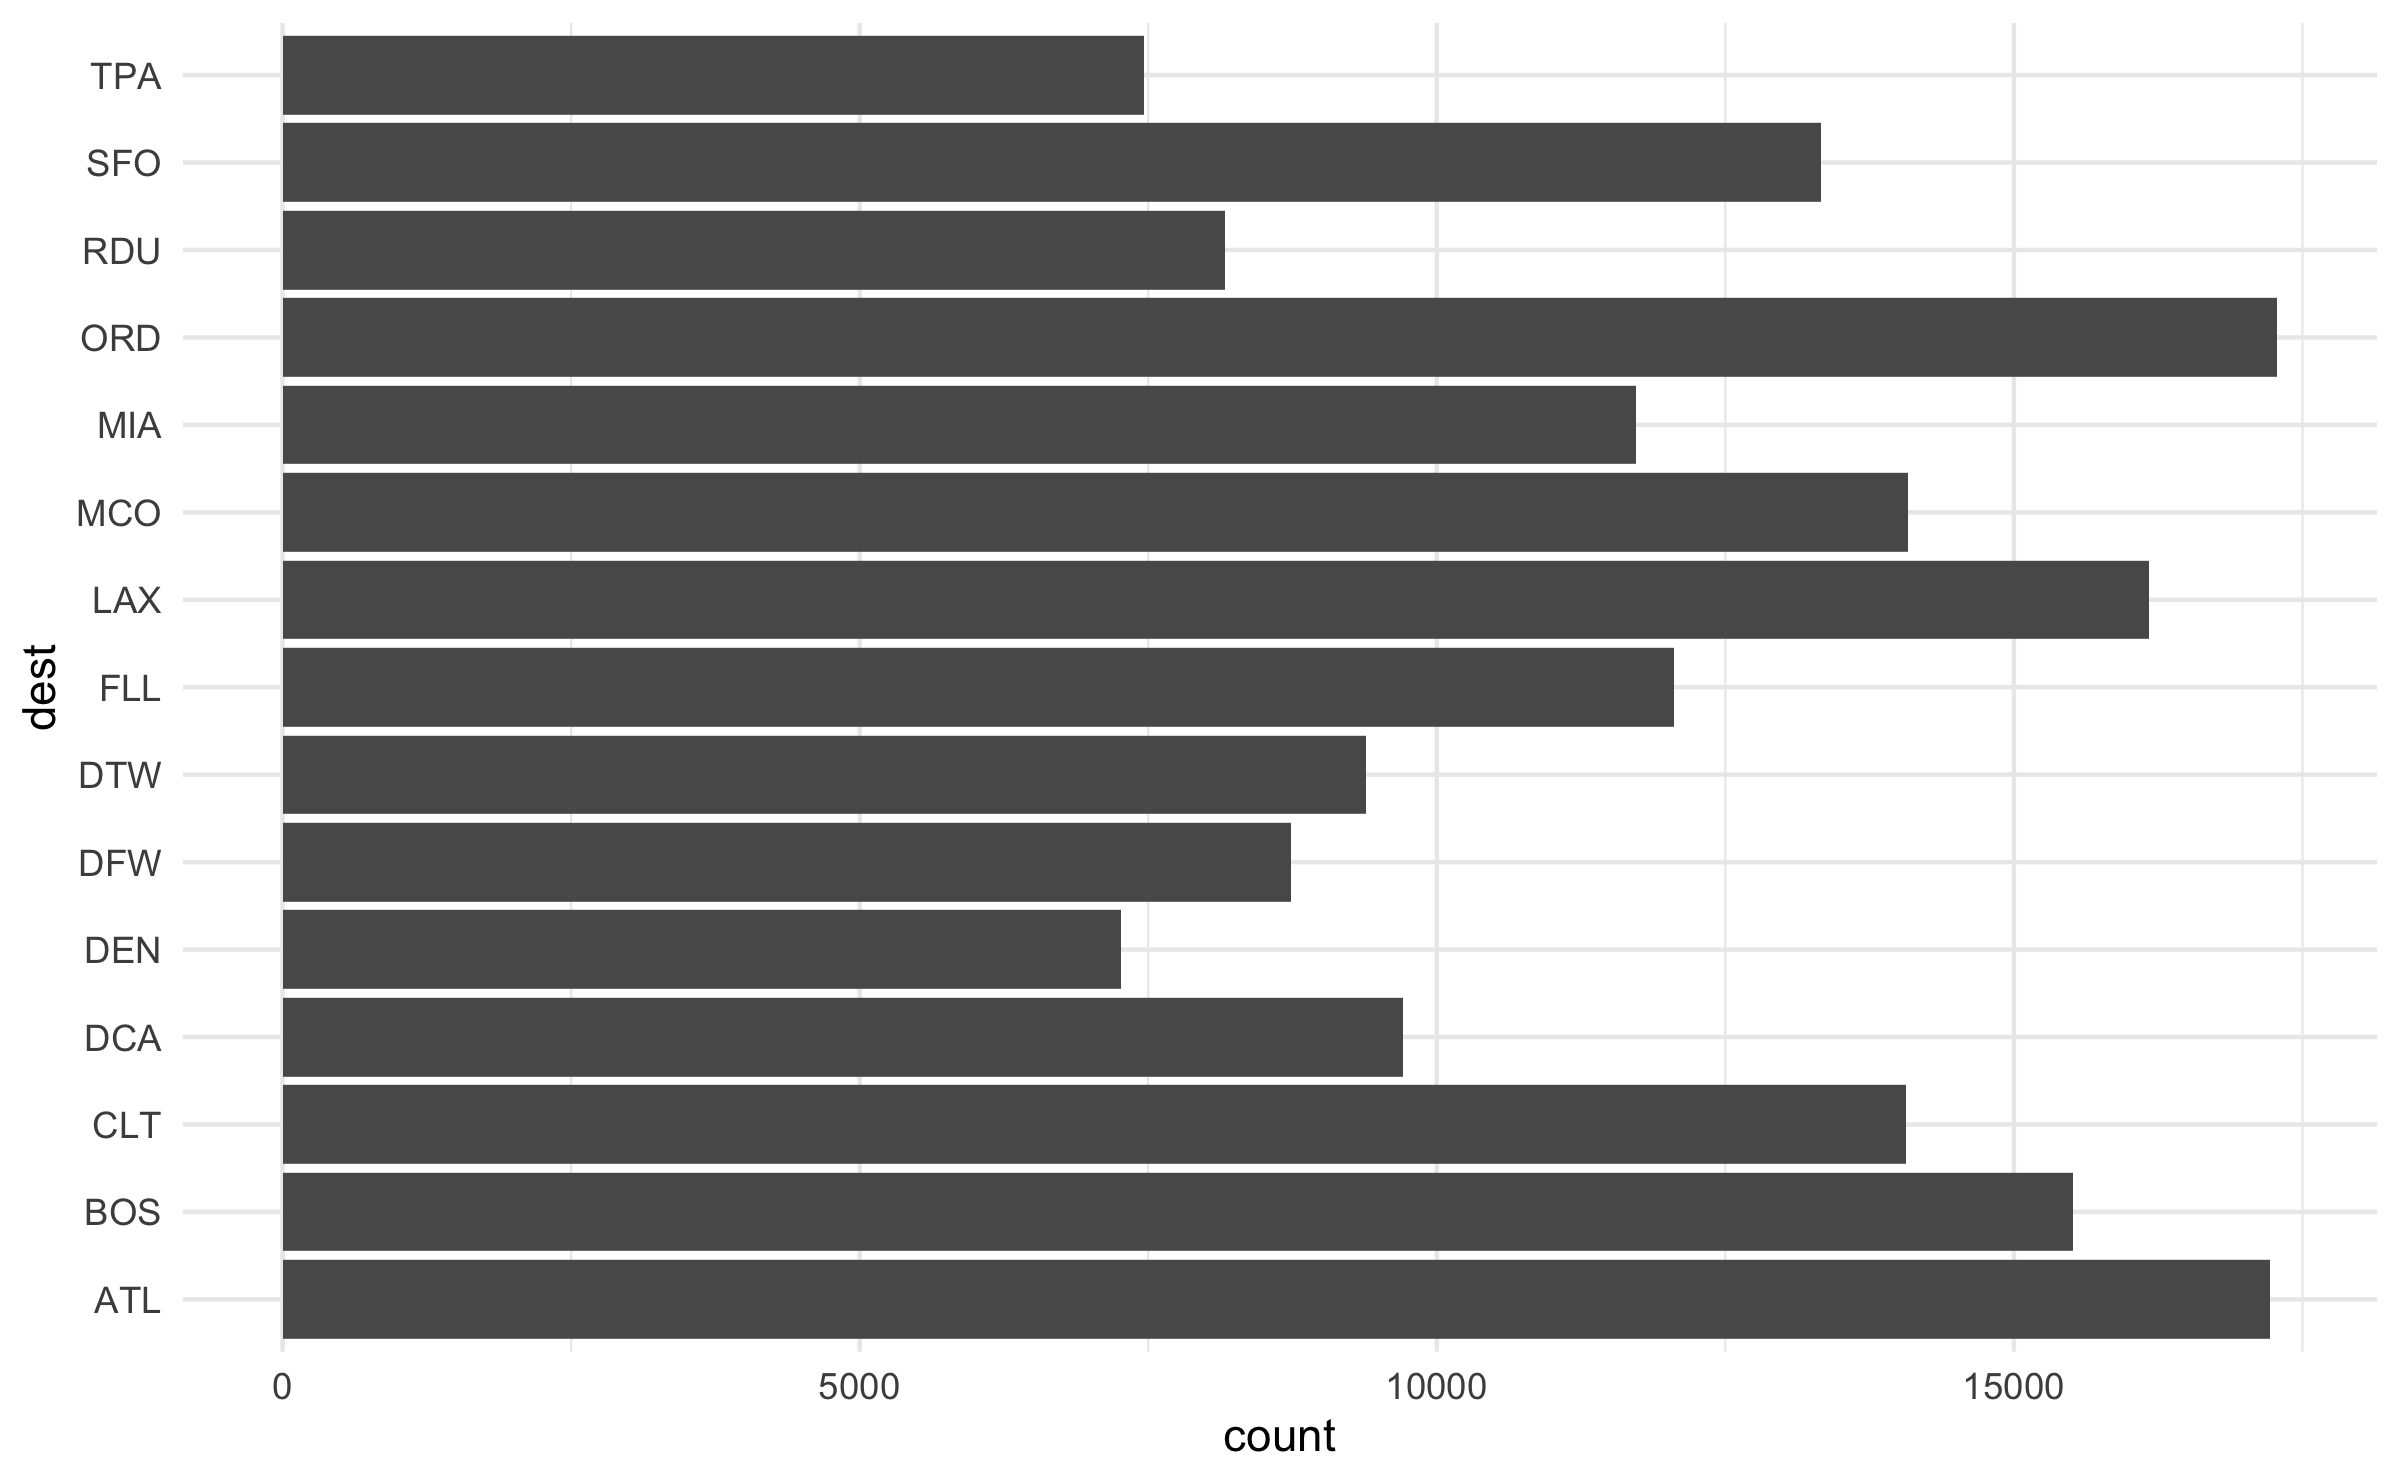 TPA
SFO
RDU
ORD
MIA
MCO
LAX
FLL
DTW
DFW
DEN
DCA
CLT
BOS
ATL
dest
0 5000 10000 15000
count